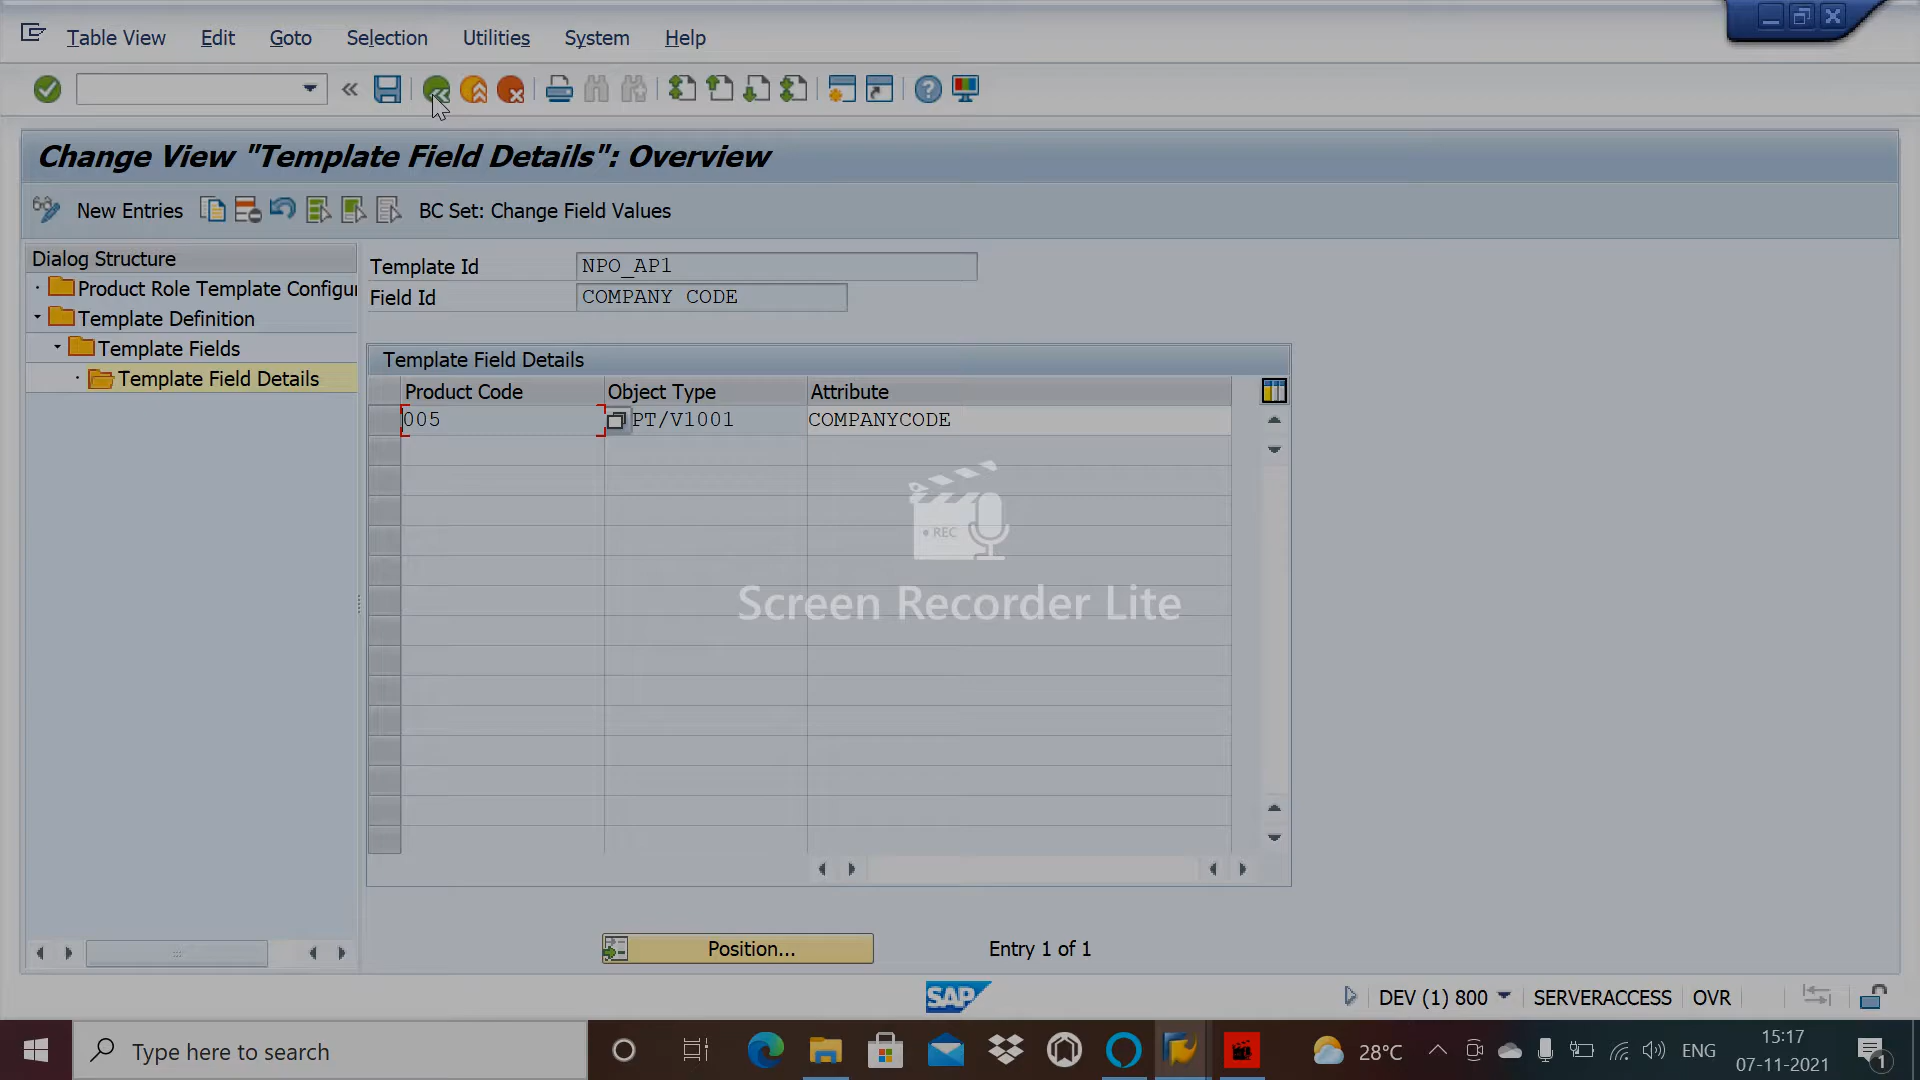 Table View Edit Goto Selection Utilities System Help
Change View "Template Field Details": Overview
New Entries BC Set: Change Field Values
Dialog Structure
Product Role Template Configur
Template Definition
Template Fields
Template Field Details
Template Id NPO_AP1
Field Id COMPANY CODE
Template Field Details
Product Code Object Type Attribute
005 PT/V1001 COMPANYCODE
REC
Screen Recorder Lite
Position... Entry 1 of 1
SAP
DEV (1) 800 SERVERACCESS OVR
Type here to search
28°C ENG
15:17
07-11-2021
1